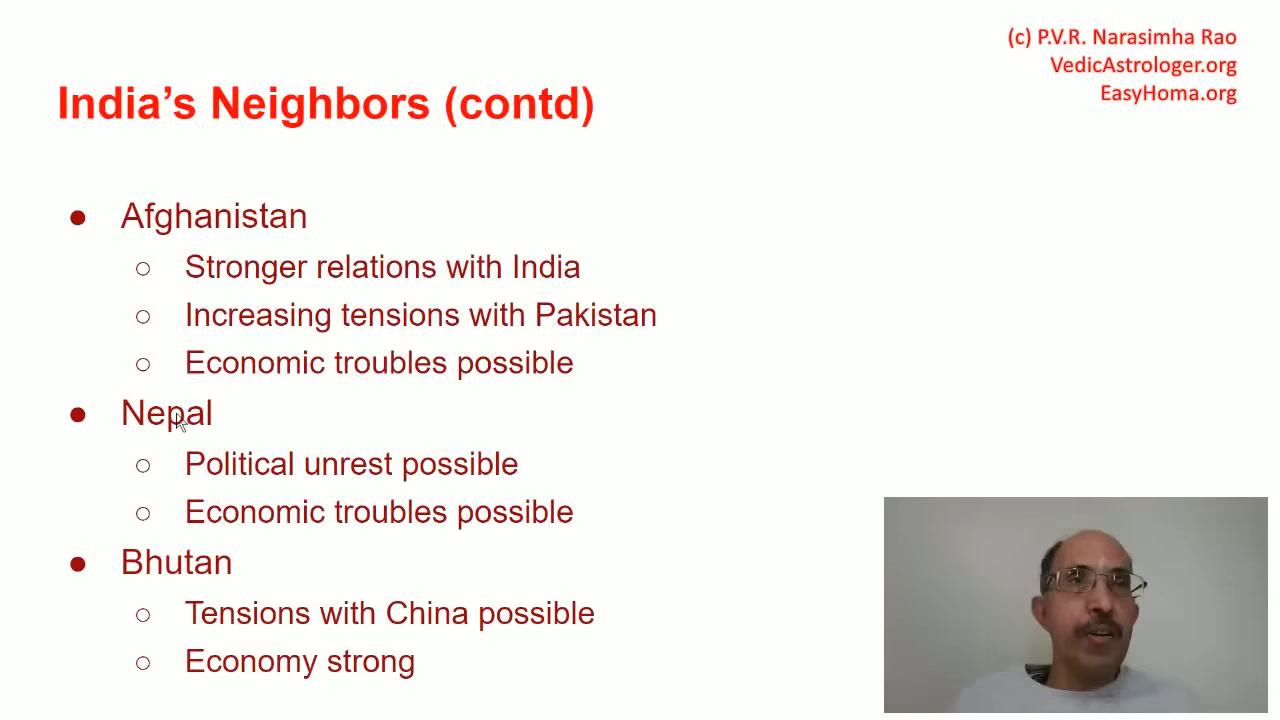 (c) P.V.R. Narasimha Rao
VedicAstrologer.org
EasyHoma.org
India’s Neighbors (contd)
● Afghanistan
○ Stronger relations with India
○ Increasing tensions with Pakistan
○ Economic troubles possible
● Nepal
○ Political unrest possible
○ Economic troubles possible
● Bhutan
○ Tensions with China possible
○ Economy strong